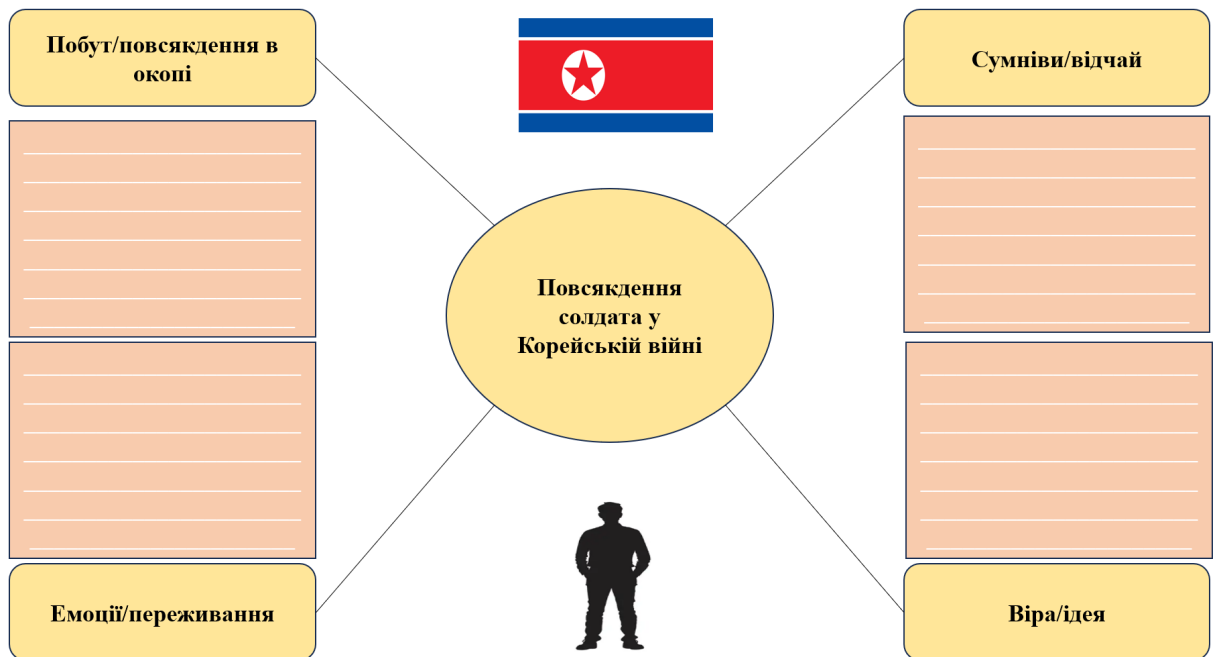 Побут/повсякдення в
окопі
Сумніви/відчай
Повсякдення
солдата у
Корейській війні
Емоції/переживання
Віра/ідея